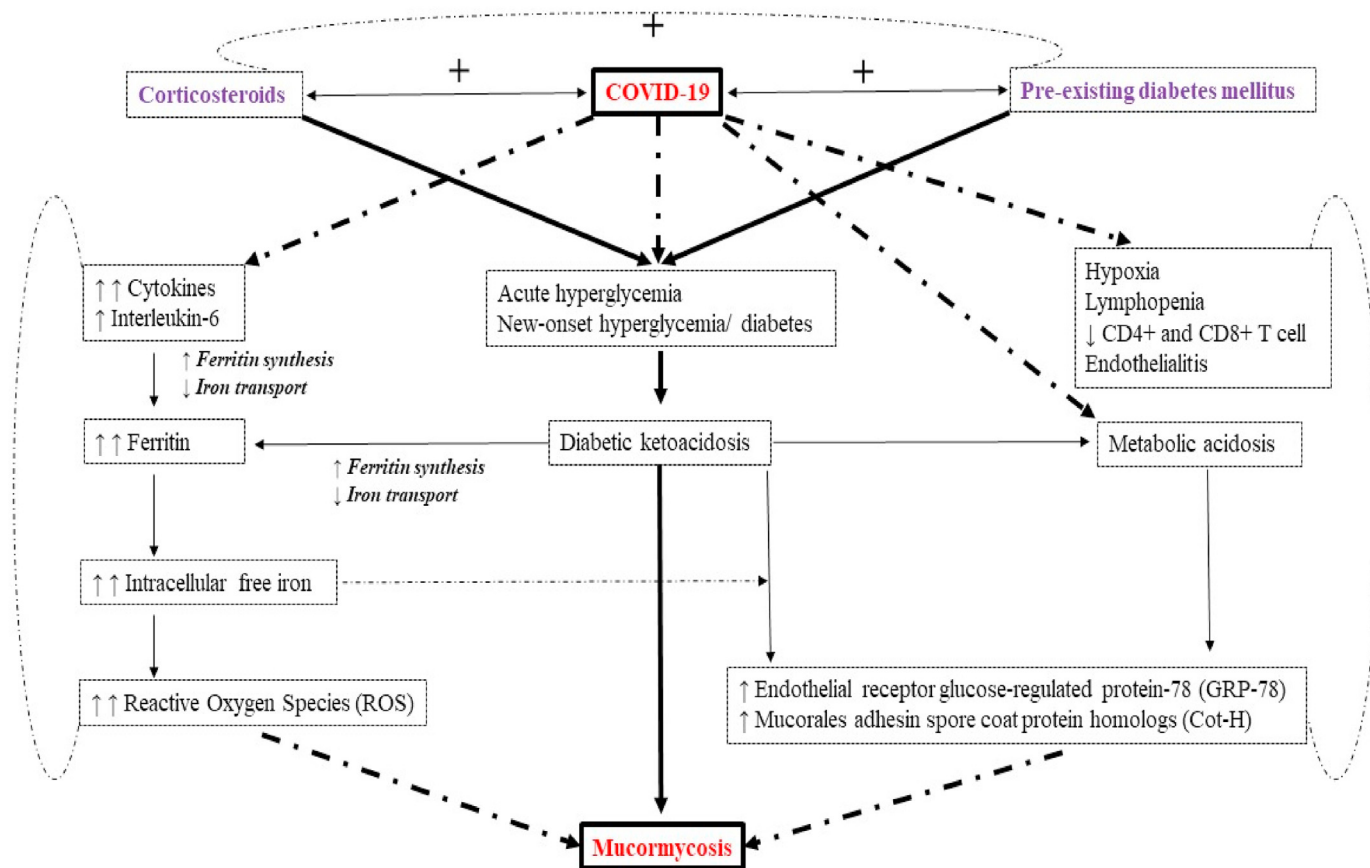 +
+
+
Corticosteroids
COVID-19
Pre-existing diabetes mellitus
↑ ↑ Cytokines
↑ Interleukin-6
Acute hyperglycemia
New-onset hyperglycemia/ diabetes
Hypoxia
Lymphopenia
↓ CD4+ and CD8+ T cell
Endothelialitis
↑ Ferritin synthesis
↓ Iron transport
↑ ↑ Ferritin
Diabetic ketoacidosis
Metabolic acidosis
↑ Ferritin synthesis
↓ Iron transport
↑ ↑ Intracellular free iron
↑ ↑ Reactive Oxygen Species (ROS)
↑ Endothelial receptor glucose-regulated protein-78 (GRP-78)
↑ Mucorales adhesin spore coat protein homologs (Cot-H)
Mucormycosis